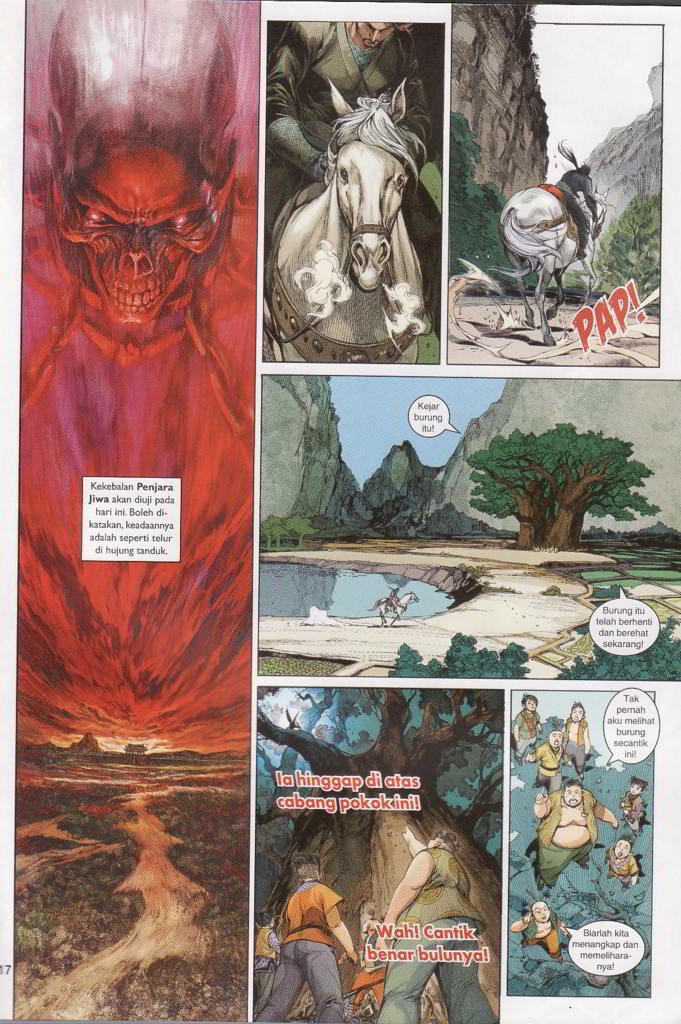 Kekebalan Penjara
Jiwa akan diuji pada
hari ini. Boleh di-
katakan, keadaannya
adalah seperti telur
di hujung tanduk.
PAP!
Kejar
burung
itu!
Burung itu
telah berhenti
dan berehat
sekarang!
Ia hinggap di atas
cabang pokok ini!
Wah! Cantik
benar bulunya!
Tak
pernah
aku melihat
burung
secantik
ini!
Biarlah kita
menangkap dan
memelihara-
nya!
17